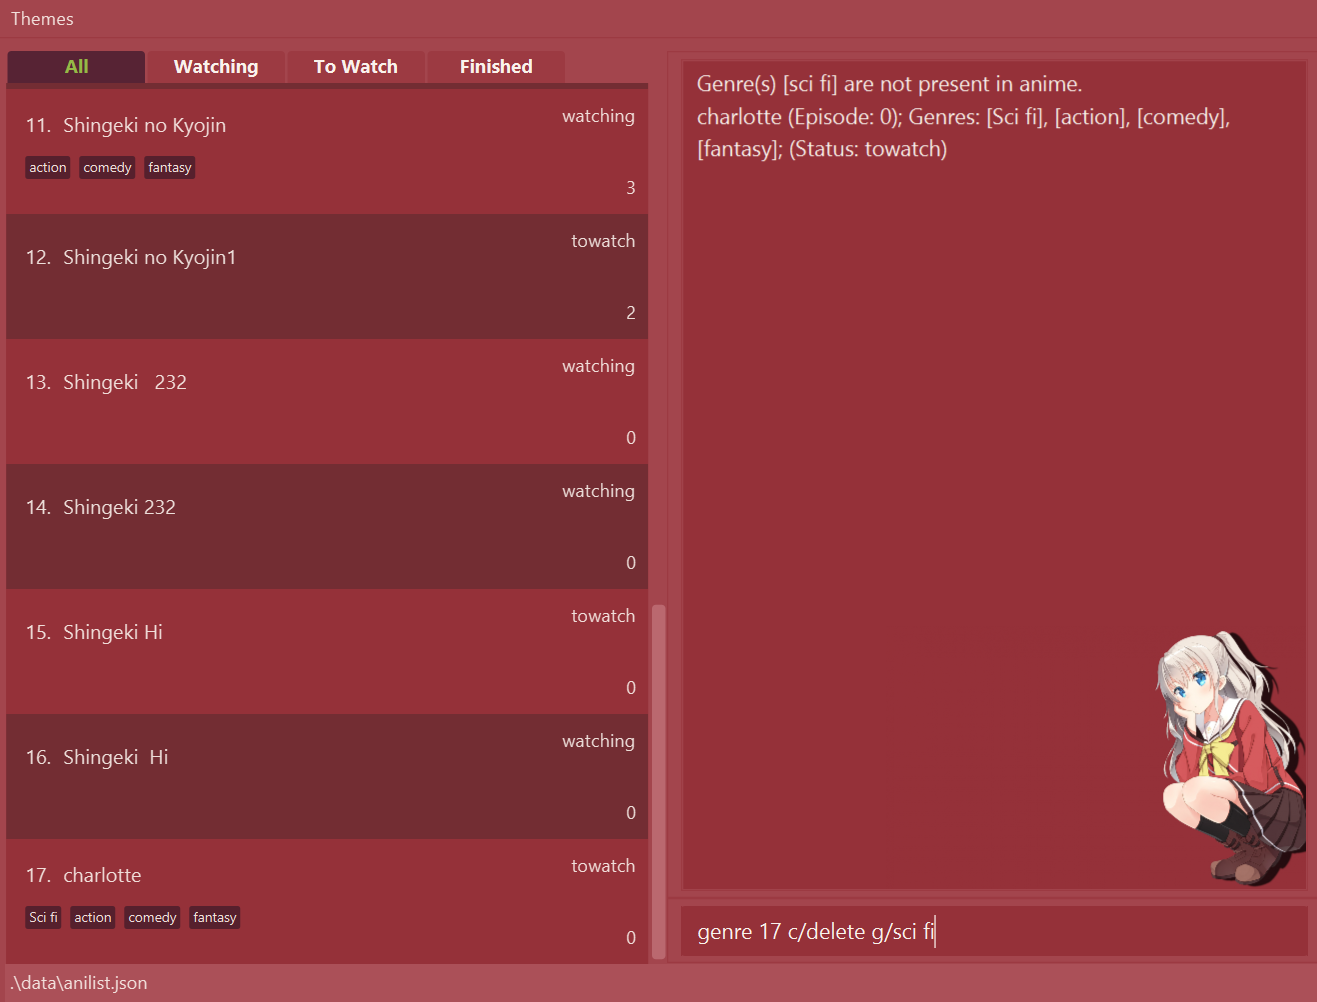 Themes
All Watching To Watch Finished
11. Shingeki no Kyojin
watching
action comedy fantasy
3
12. Shingeki no Kyojin1
towatch
2
13. Shingeki   232
watching
0
14. Shingeki 232
watching
0
15. Shingeki Hi
towatch
0
16. Shingeki  Hi
watching
0
17. charlotte
towatch
Sci fi action comedy fantasy
0
Genre(s) [sci fi] are not present in anime.
charlotte (Episode: 0); Genres: [Sci fi], [action], [comedy],
[fantasy]; (Status: towatch)
genre 17 c/delete g/sci fi
.\data\anilist.json